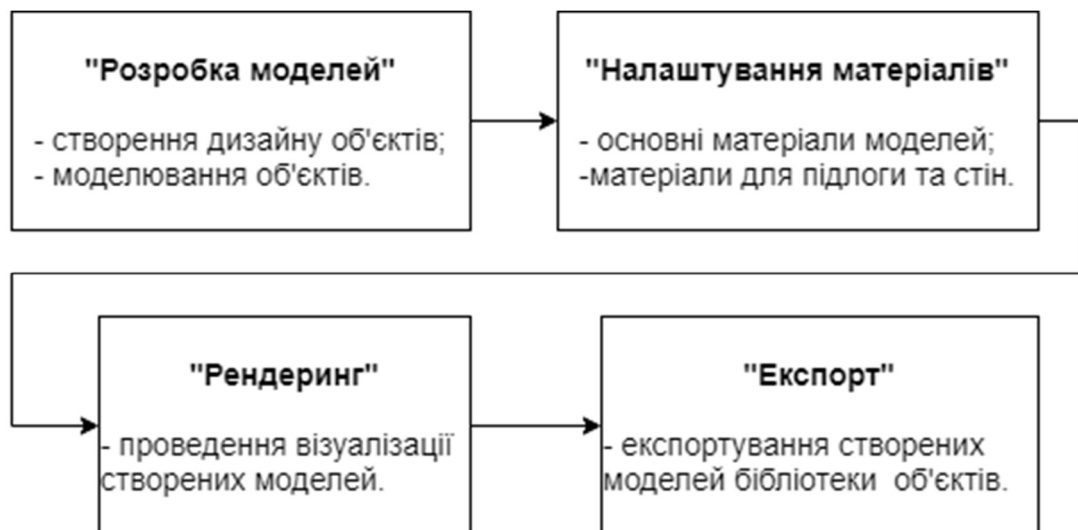 "Розробка моделей"
- створення дизайну об'єктів;
- моделювання об'єктів.
"Налаштування матеріалів"
- основні матеріали моделей;
-матеріали для підлоги та стін.
"Рендеринг"
- проведення візуалізації
створених моделей.
"Експорт"
- експортування створених
моделей бібліотеки  об'єктів.